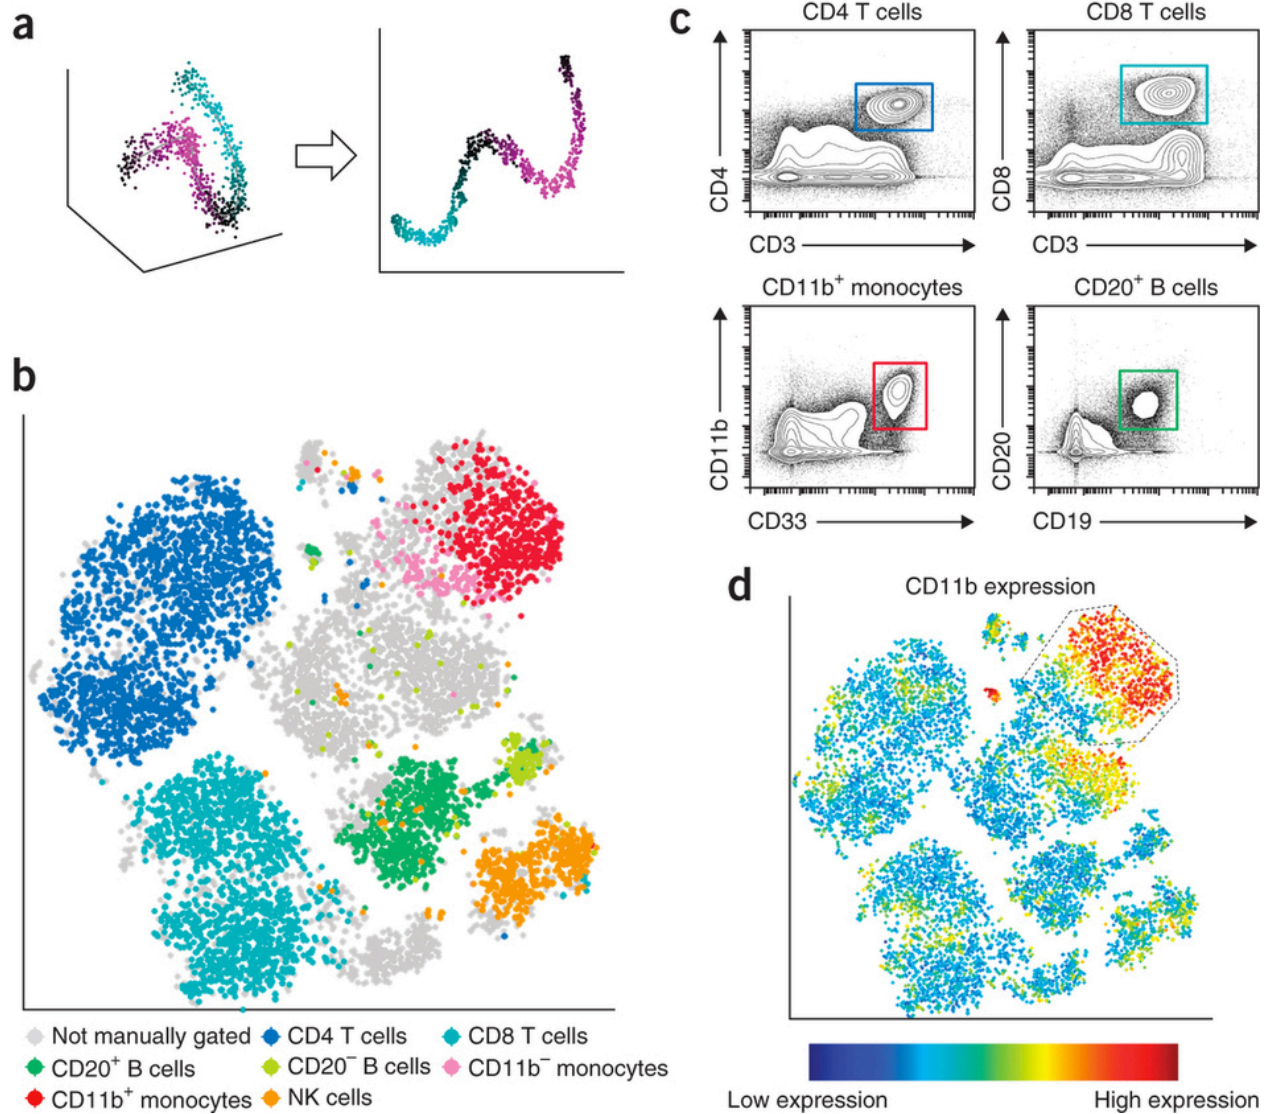 a
c
CD4 T cells
CD8 T cells
CD4
CD8
CD3
CD3
CD11b⁺ monocytes
CD20⁺ B cells
CD11b
CD20
CD33
CD19
b
d
CD11b expression
Not manually gated
CD4 T cells
CD8 T cells
CD20⁺ B cells
CD20⁻ B cells
CD11b⁻ monocytes
CD11b⁺ monocytes
NK cells
Low expression
High expression